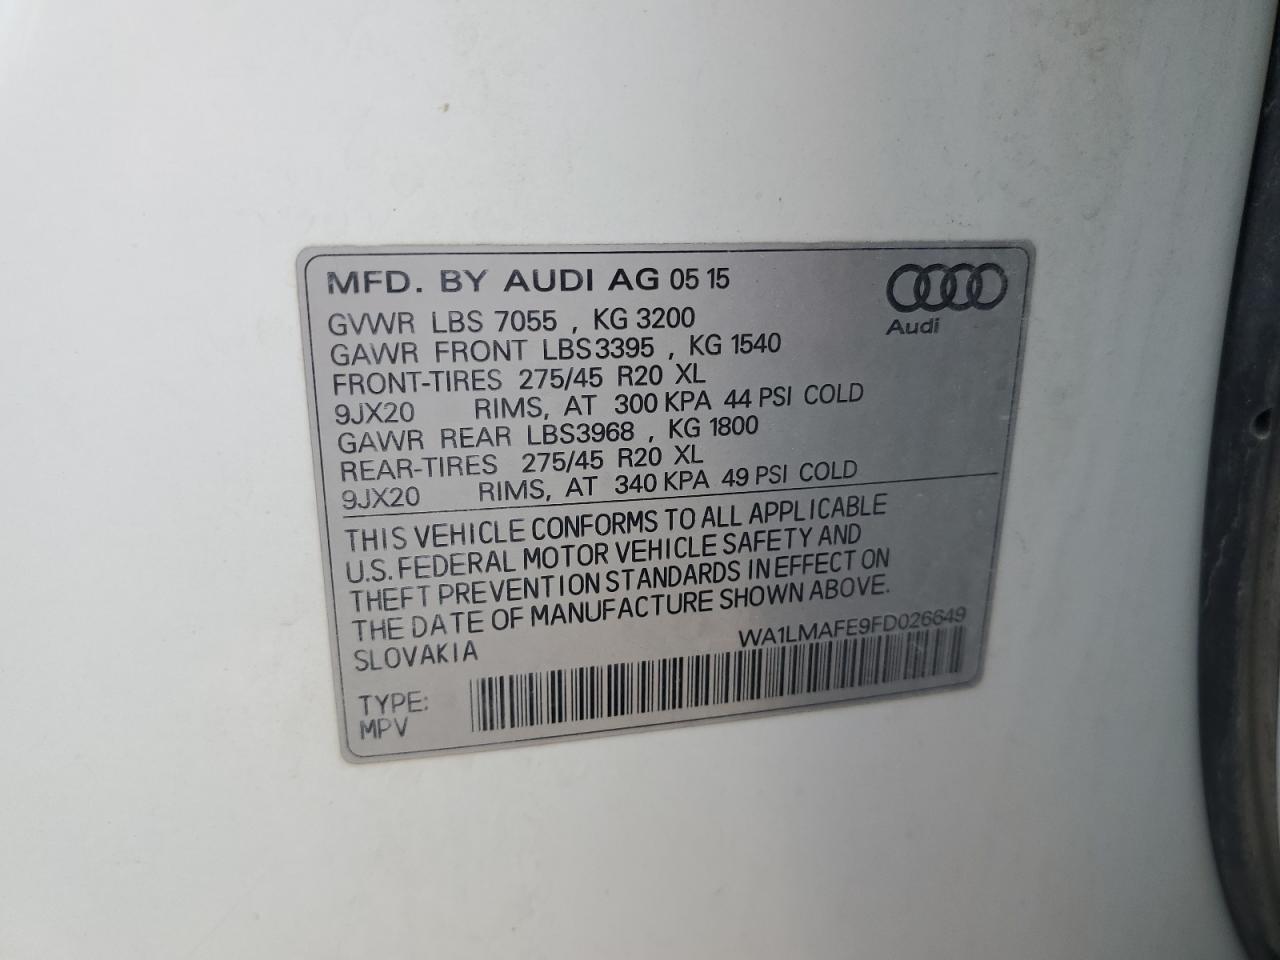 MFD. BY AUDI AG 05 15
Audi
GVWR LBS 7055 , KG 3200
GAWR FRONT LBS3395 , KG 1540
FRONT-TIRES 275/45 R20 XL
9JX20 RIMS, AT 300 KPA 44 PSI COLD
GAWR REAR LBS3968 , KG 1800
REAR-TIRES 275/45 R20 XL
9JX20 RIMS, AT 340 KPA 49 PSI COLD
THIS VEHICLE CONFORMS TO ALL APPLICABLE
U.S. FEDERAL MOTOR VEHICLE SAFETY AND
THEFT PREVENTION STANDARDS IN EFFECT ON
THE DATE OF MANUFACTURE SHOWN ABOVE.
SLOVAKIA
WA1LMAFE9FD026649
TYPE:
MPV